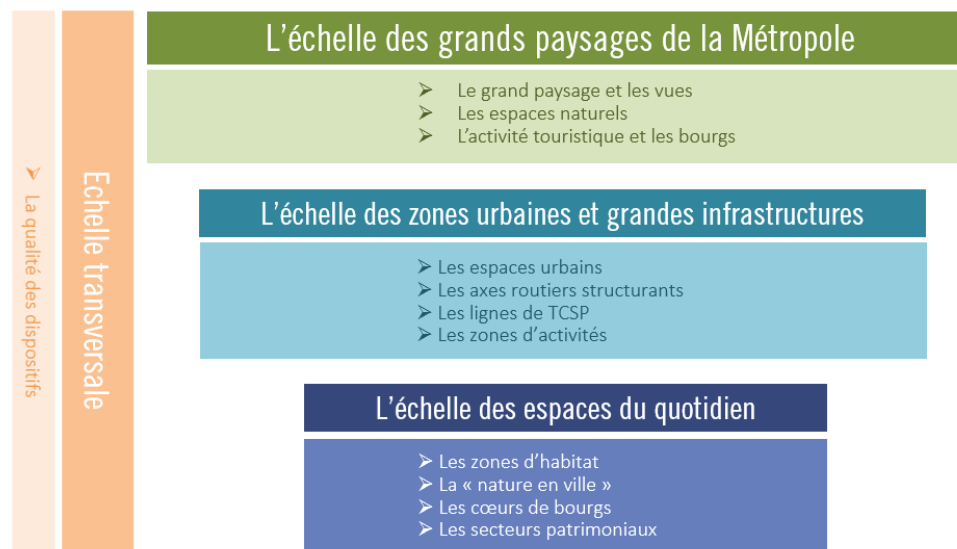 L'échelle des grands paysages de la Métropole
➢ Le grand paysage et les vues
➢ Les espaces naturels
➢ L'activité touristique et les bourgs
➢ La qualité des dispositifs
Echelle transversale
L'échelle des zones urbaines et grandes infrastructures
➢ Les espaces urbains
➢ Les axes routiers structurants
➢ Les lignes de TCSP
➢ Les zones d'activités
L'échelle des espaces du quotidien
➢ Les zones d'habitat
➢ La « nature en ville »
➢ Les cœurs de bourgs
➢ Les secteurs patrimoniaux